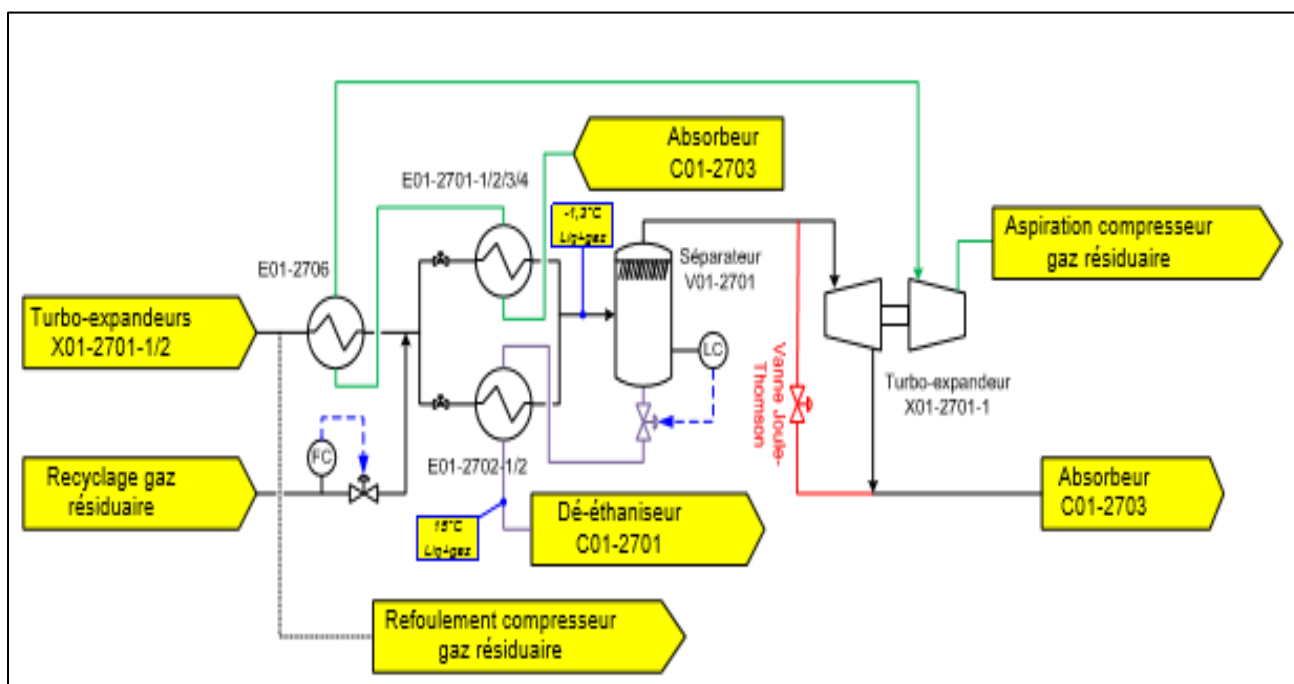 Absorbeur
C01-2703
E01-2701-1/2/3/4
-1,3°C
Liq+gaz
Aspiration compresseur
gaz résiduaire
Séparateur
V01-2701
E01-2706
Turbo-expandeurs
X01-2701-1/2
LC
Vanne Joule-
Thomson
Turbo-expandeur
X01-2701-1
E01-2702-1/2
FC
Recyclage gaz
résiduaire
Absorbeur
C01-2703
15°C
Liq+gaz
Dé-éthaniseur
C01-2701
Refoulement compresseur
gaz résiduaire